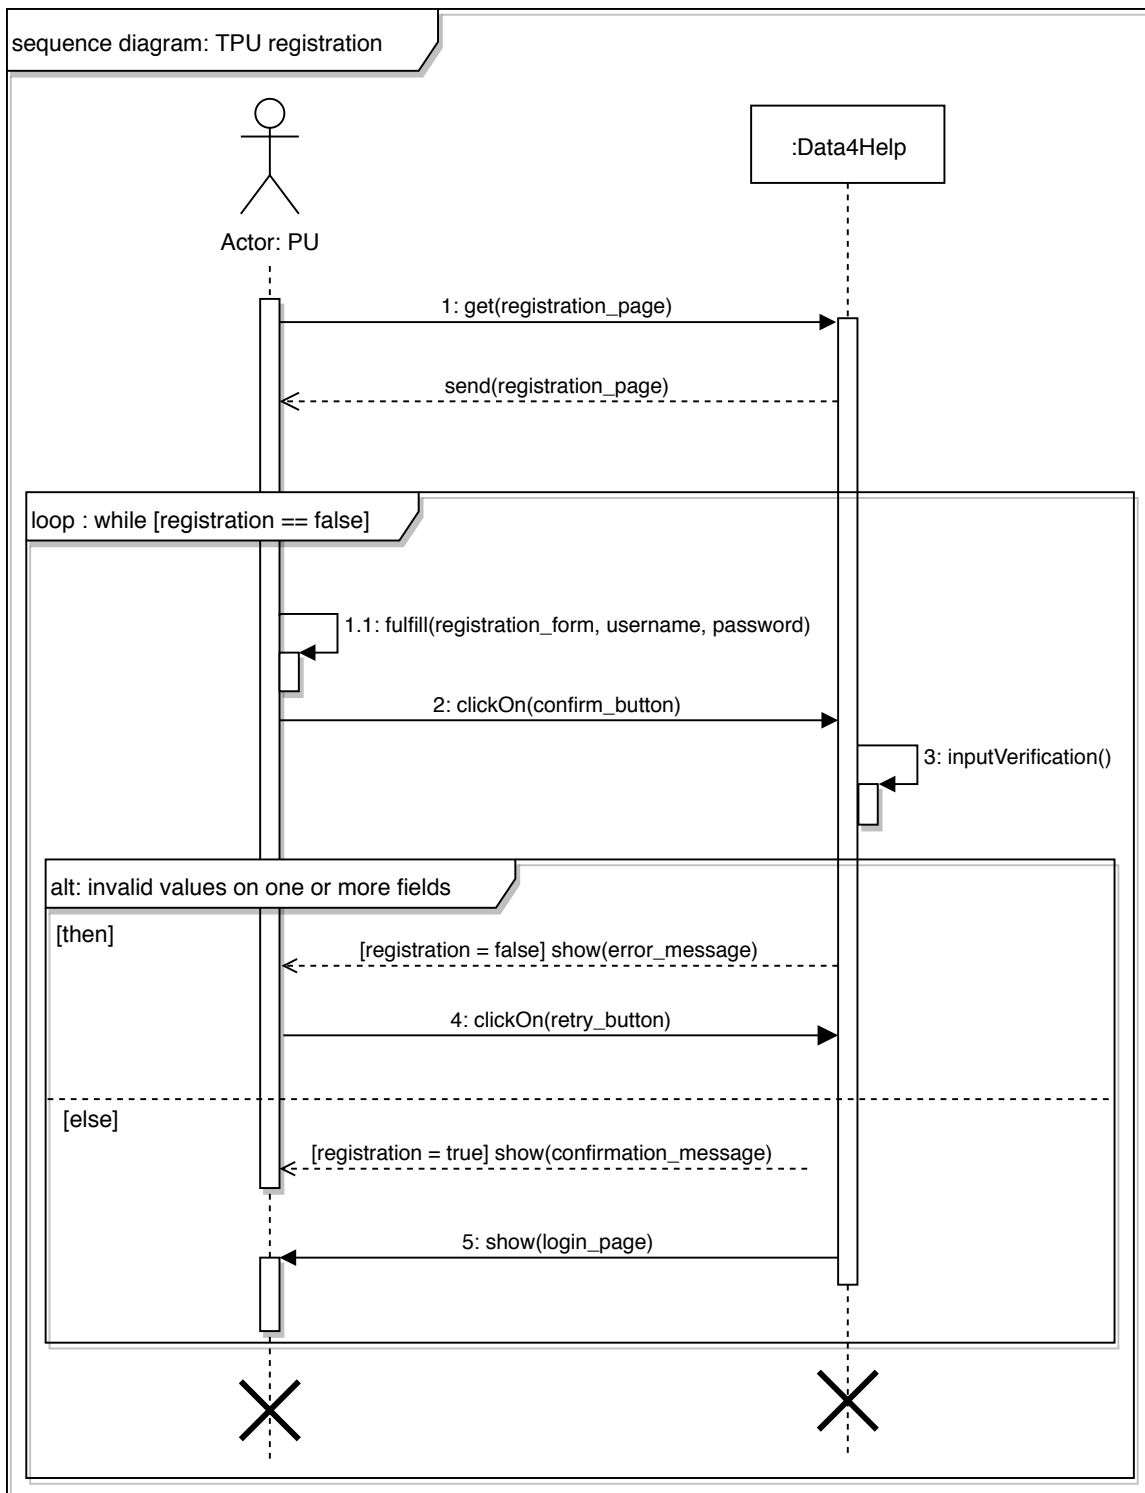 sequence diagram: TPU registration
:Data4Help
Actor: PU
1: get(registration_page)
send(registration_page)
loop : while [registration == false]
1.1: fulfill(registration_form, username, password)
2: clickOn(confirm_button)
3: inputVerification()
alt: invalid values on one or more fields
[then]
[registration = false] show(error_message)
4: clickOn(retry_button)
[else]
[registration = true] show(confirmation_message)
5: show(login_page)